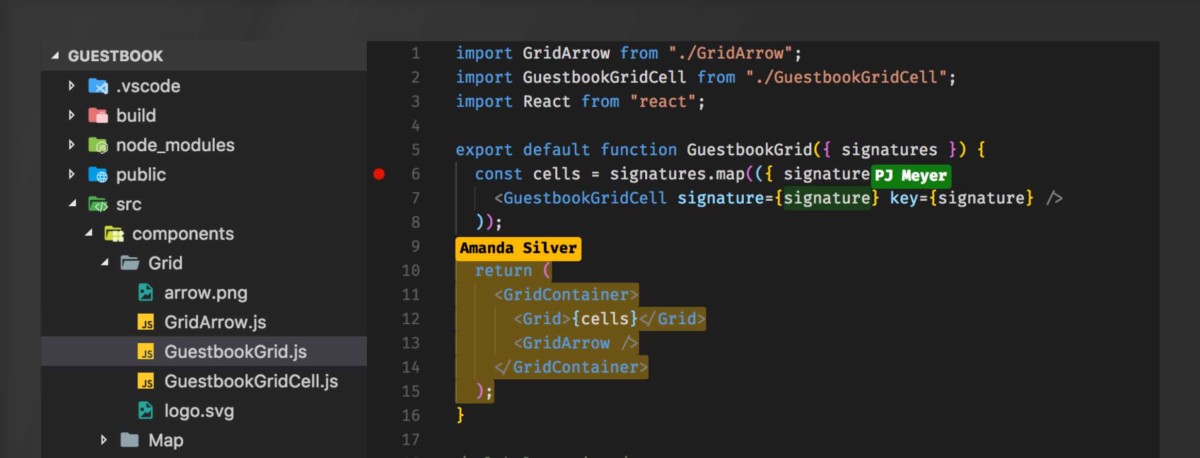 GUESTBOOK
.vscode
build
node_modules
public
src
components
Grid
arrow.png
JS GridArrow.js
JS GuestbookGrid.js
JS GuestbookGridCell.js
logo.svg
Map
1 import GridArrow from "./GridArrow";
2 import GuestbookGridCell from "./GuestbookGridCell";
3 import React from "react";
4
5 export default function GuestbookGrid({ signatures }) {
6 const cells = signatures.map(({ signature PJ Meyer
7 <GuestbookGridCell signature={signature} key={signature} />
8 ));
9 Amanda Silver
10 return (
11 <GridContainer>
12 <Grid>{cells}</Grid>
13 <GridArrow />
14 </GridContainer>
15 );
16 }
17